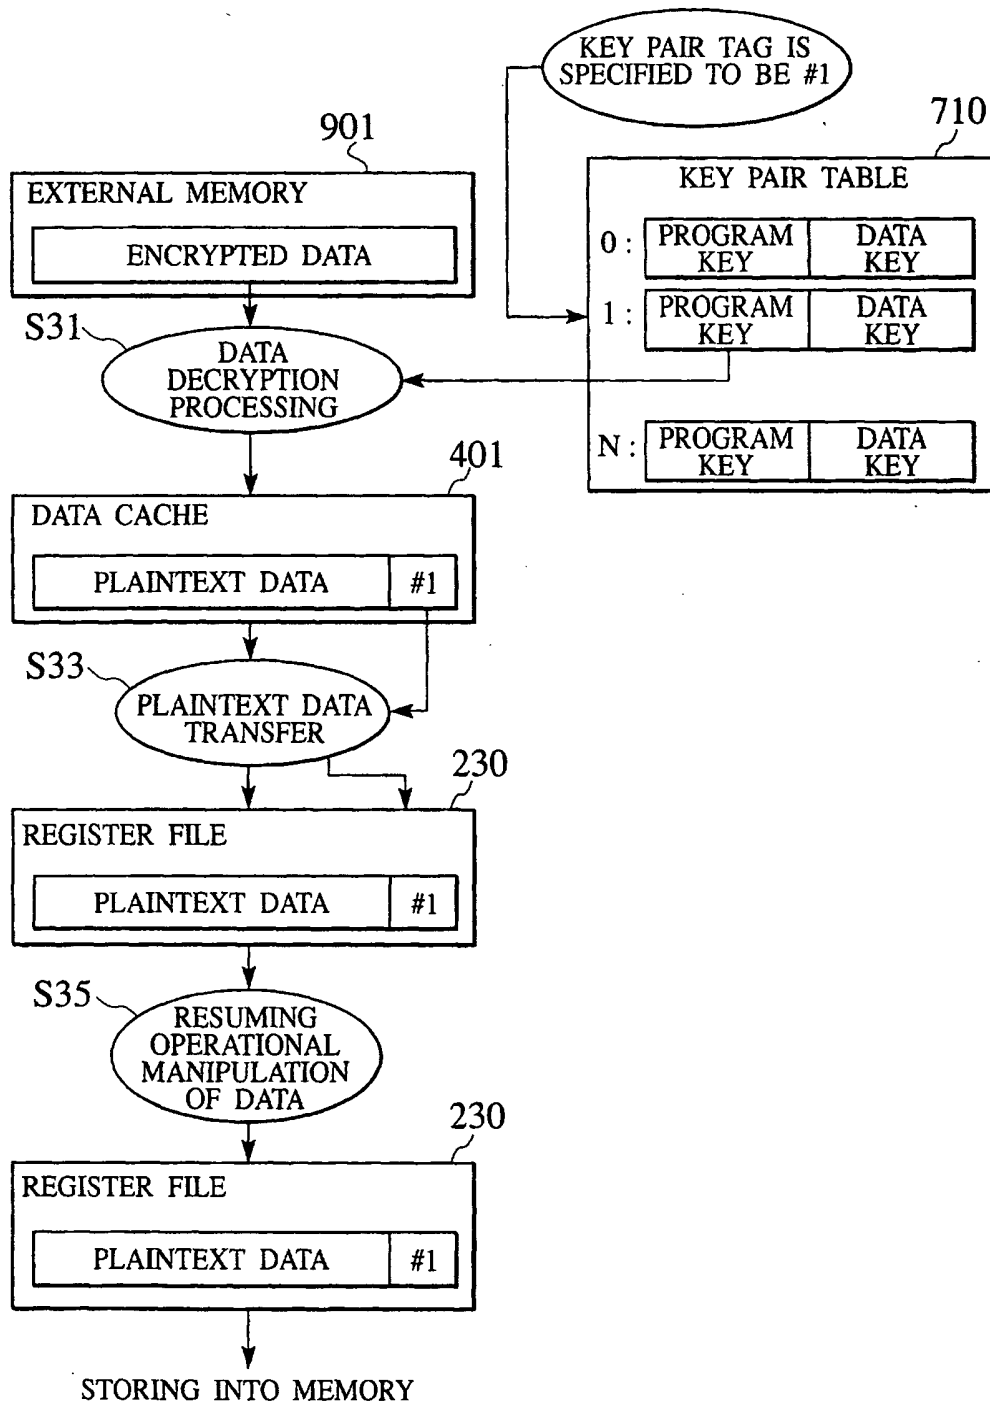 KEY PAIR TAG IS
SPECIFIED TO BE #1
710
901
EXTERNAL MEMORY
ENCRYPTED DATA
KEY PAIR TABLE
0 : PROGRAM KEY DATA KEY
1 : PROGRAM KEY DATA KEY
N : PROGRAM KEY DATA KEY
S31
DATA
DECRYPTION
PROCESSING
401
DATA CACHE
PLAINTEXT DATA #1
S33
PLAINTEXT DATA
TRANSFER
230
REGISTER FILE
PLAINTEXT DATA #1
S35
RESUMING
OPERATIONAL
MANIPULATION
OF DATA
230
REGISTER FILE
PLAINTEXT DATA #1
STORING INTO MEMORY